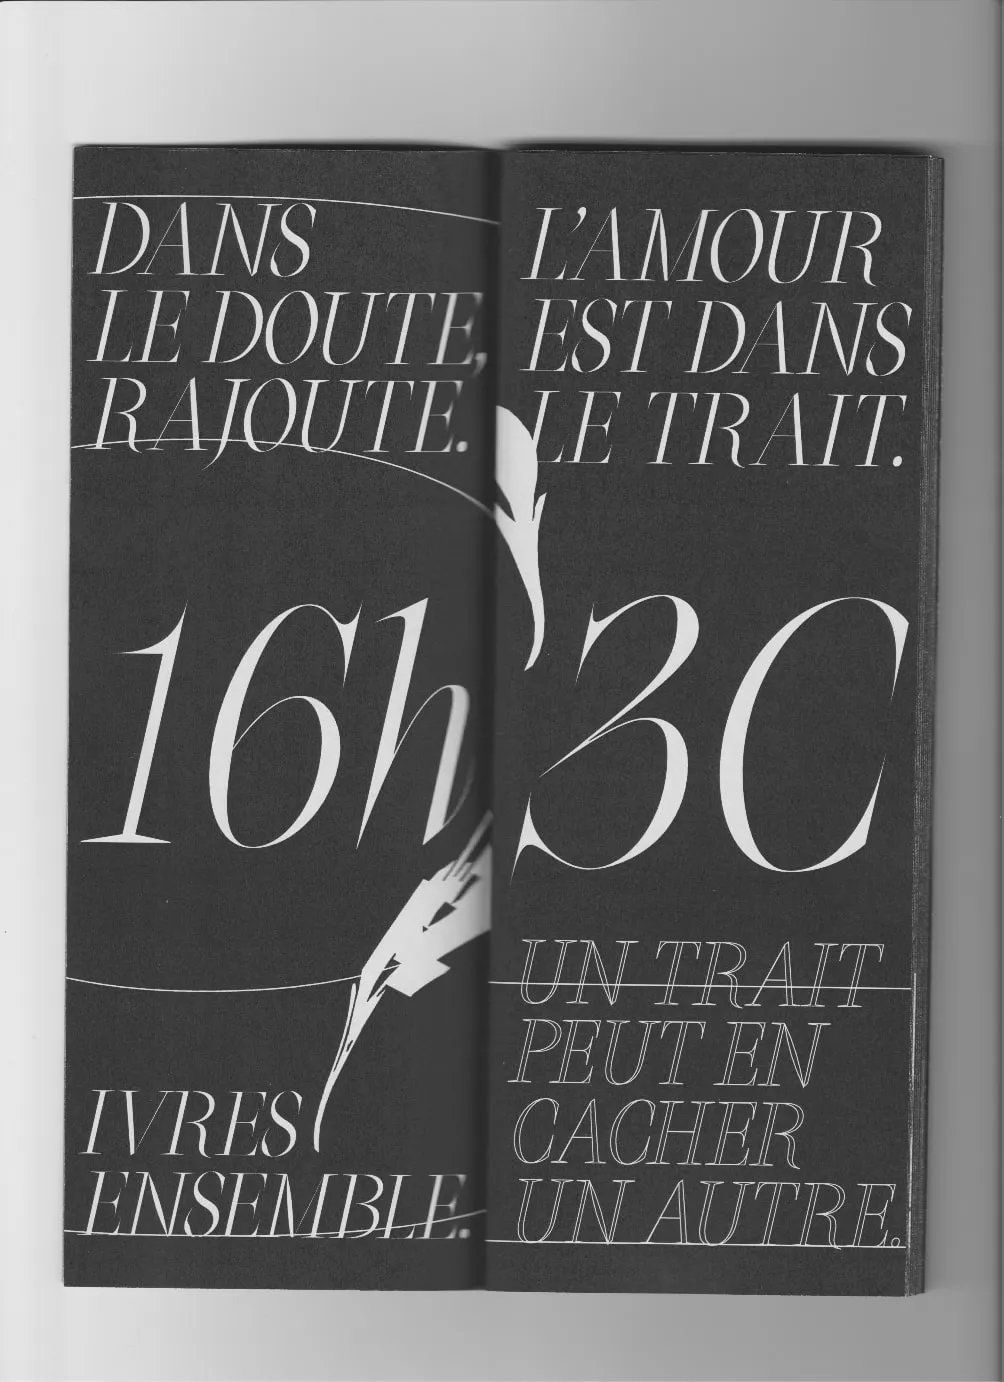 DANS
LE DOUTE,
RAJOUTE.
16h
IVRES
ENSEMBLE.
L'AMOUR
EST DANS
LE TRAIT.
3C
UN TRAIT
PEUT EN
CACHER
UN AUTRE.